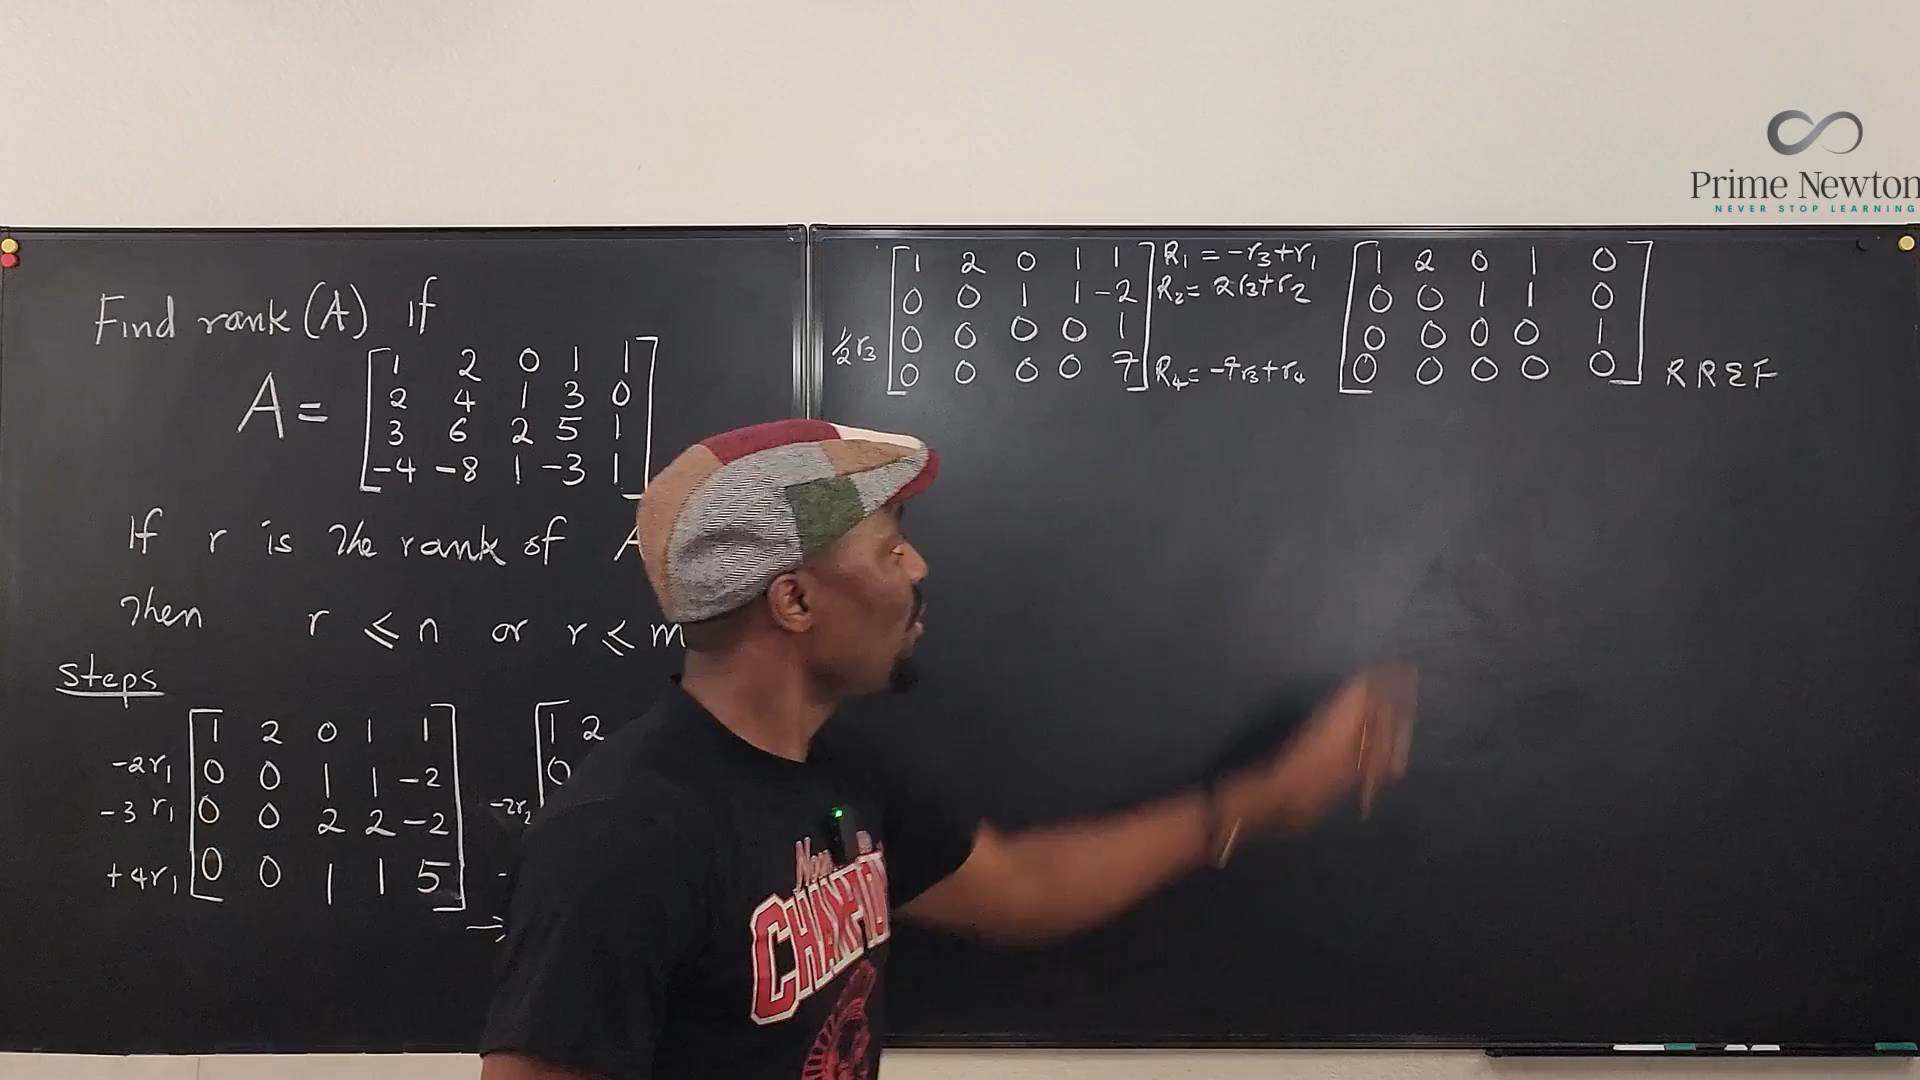 Prime Newton
NEVER STOP LEARNING
Find rank(A) if
A = [1 2 0 1 1
2 4 1 3 0
3 6 2 5 1
-4 -8 1 -3 1]
If r is the rank of A
Then r ≤ n or r ≤ m
Steps
[1 2 0 1 1
-2r₁ 0 0 1 1 -2
-3r₁ 0 0 2 2 -2
+4r₁ 0 0 1 1 5]
→
[1 2
0
-2r₂
-
[1 2 0 1 1] R₁ = -r₃+r₁
0 0 1 1 -2 R₂ = 2r₃+r₂
½r₃ 0 0 0 0 1
0 0 0 0 7] R₄ = -7r₃+r₄
[1 2 0 1 0
0 0 1 1 0
0 0 0 0 1
0 0 0 0 0] RREF